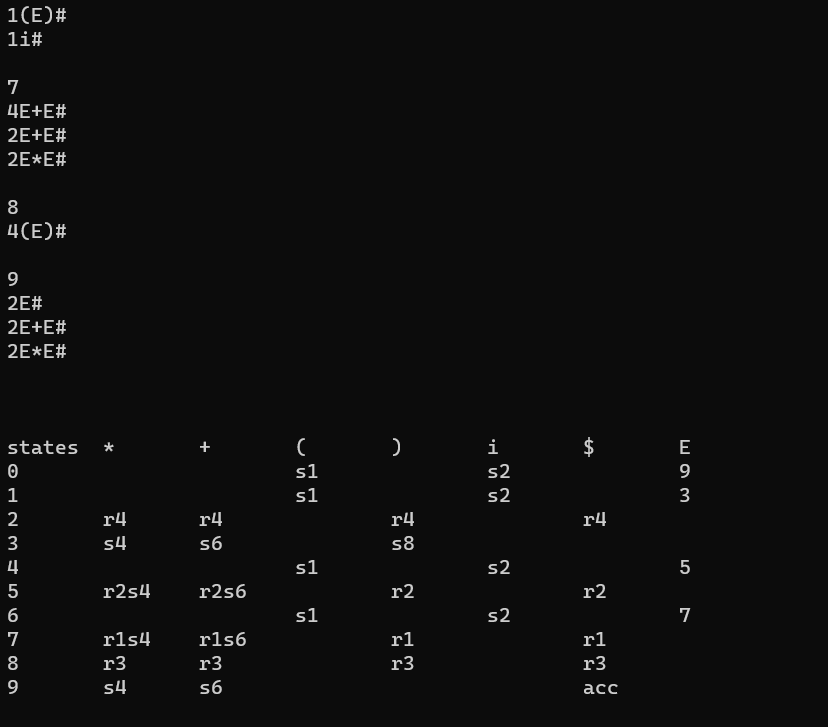 1(E)#
1i#

7
4E+E#
2E+E#
2E*E#

8
4(E)#

9
2E#
2E+E#
2E*E#

states  *       +       (       )       i       $       E
0                       s1              s2              9
1                       s1              s2              3
2       r4      r4              r4              r4
3       s4      s6              s8
4                       s1              s2              5
5       r2s4    r2s6            r2              r2
6                       s1              s2              7
7       r1s4    r1s6            r1              r1
8       r3      r3              r3              r3
9       s4      s6                              acc